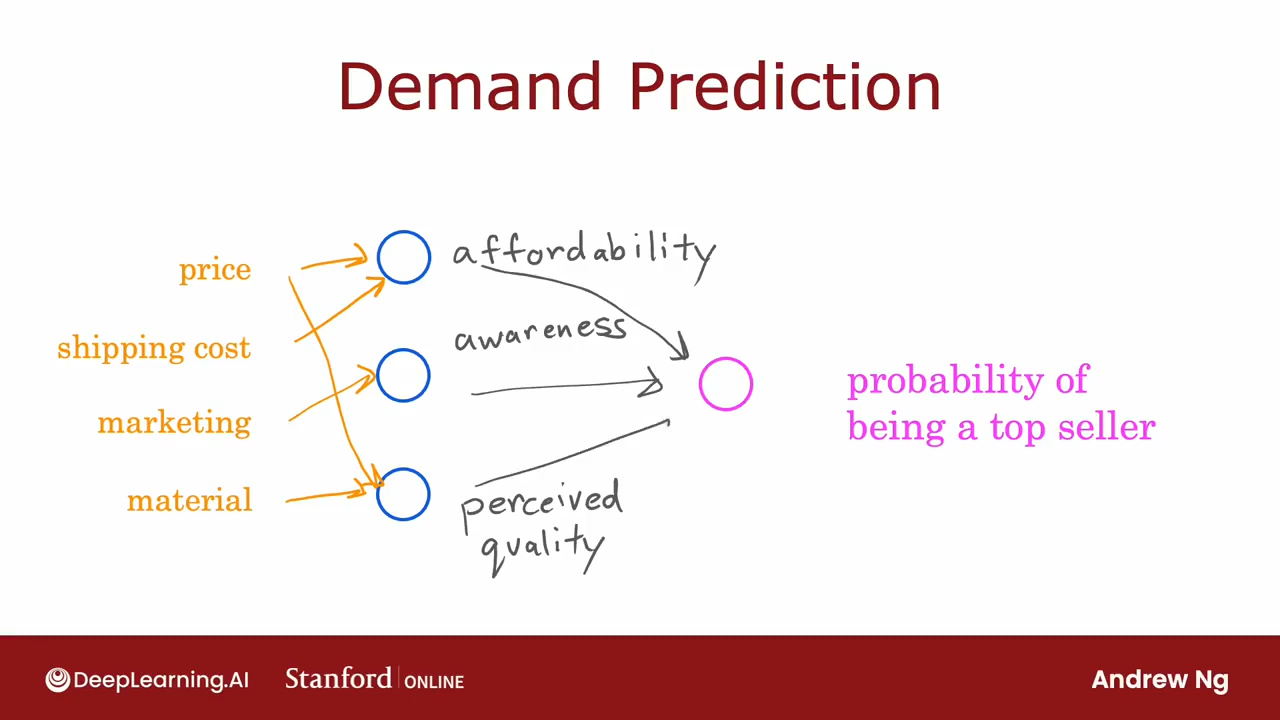 Demand Prediction
price
shipping cost
marketing
material
affordability
awareness
perceived
quality
probability of
being a top seller
DeepLearning.AI
Stanford ONLINE
Andrew Ng